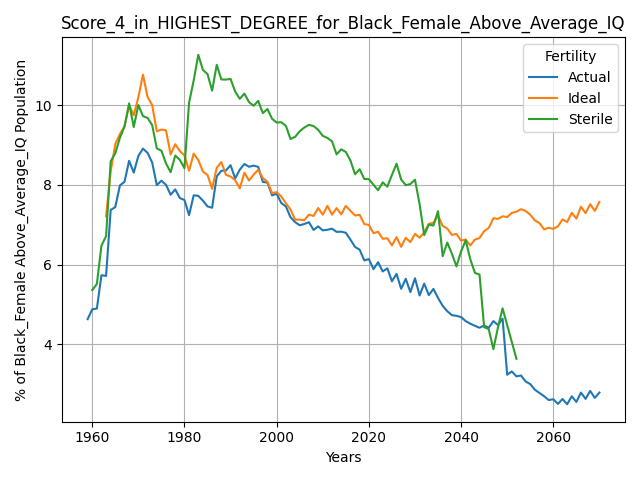 Score_4_in_HIGHEST_DEGREE_for_Black_Female_Above_Average_IQ
% of Black_Female Above_Average_IQ Population
10
8
6
4
Fertility
Actual
Ideal
Sterile
1960 1980 2000 2020 2040 2060
Years